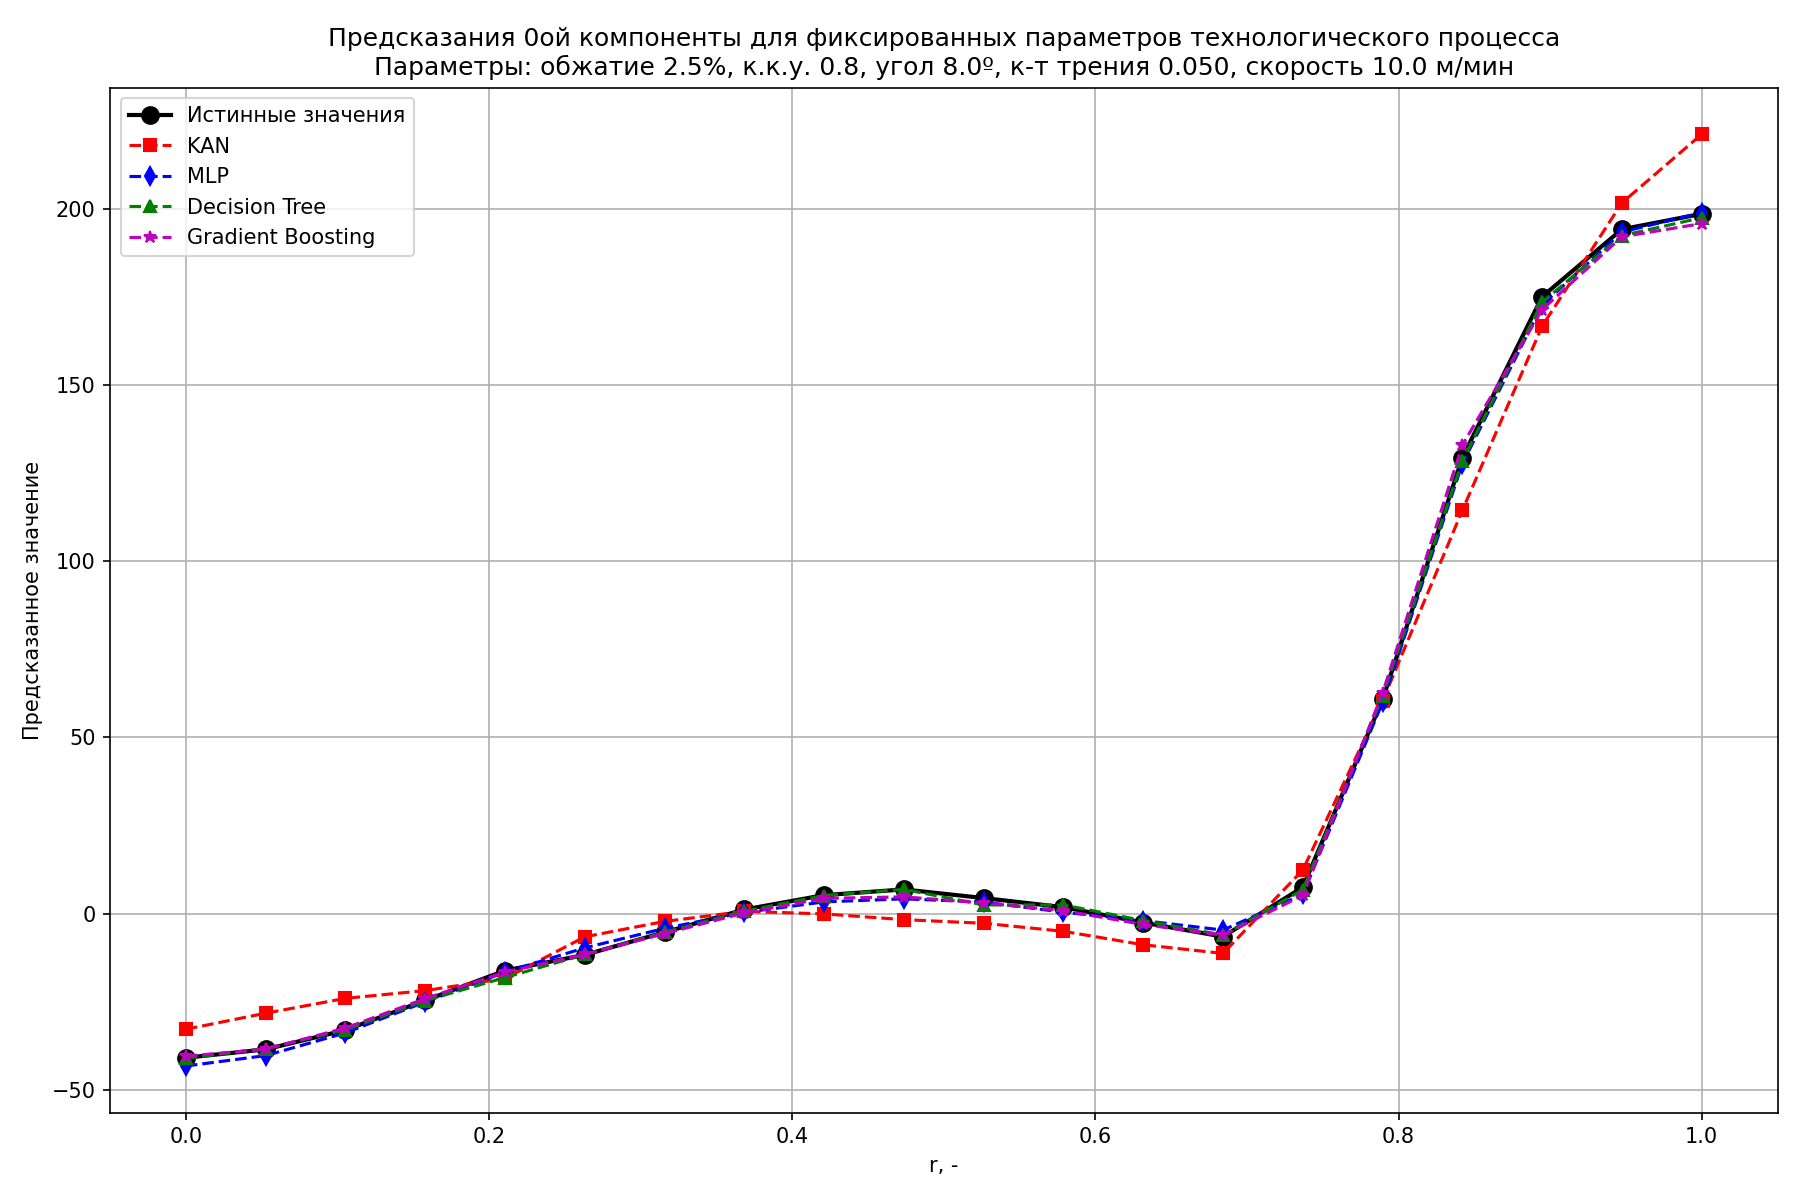 Предсказания 0ой компоненты для фиксированных параметров технологического процесса
Параметры: обжатие 2.5%, к.к.у. 0.8, угол 8.0º, к-т трения 0.050, скорость 10.0 м/мин
Истинные значения
KAN
MLP
Decision Tree
Gradient Boosting
Предсказанное значение
200
150
100
50
0
−50
0.0
0.2
0.4
0.6
0.8
1.0
r, -